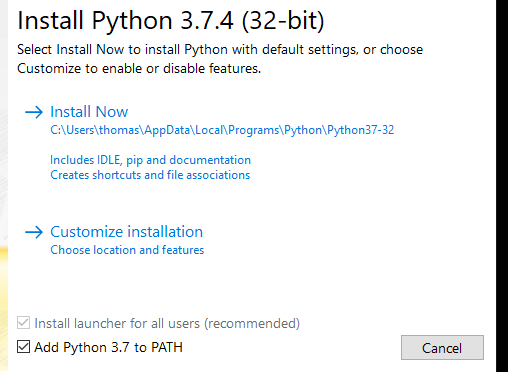 Install Python 3.7.4 (32-bit)
Select Install Now to install Python with default settings, or choose
Customize to enable or disable features.
Install Now
C:\Users\thomas\AppData\Local\Programs\Python\Python37-32
Includes IDLE, pip and documentation
Creates shortcuts and file associations
Customize installation
Choose location and features
Install launcher for all users (recommended)
Add Python 3.7 to PATH
Cancel